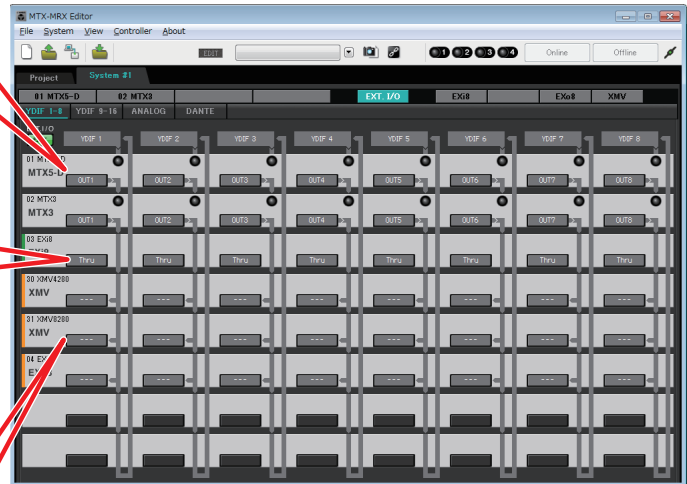 MTX-MRX Editor
File System View Controller About
EDIT 1 2 3 4 Online Offline
Project System #1
01 MTX5-D 02 MTX3 EXT. I/O EXi8 EXo8 XMV
YDIF 1-8 YDIF 9-16 ANALOG DANTE
YDIF 1 YDIF 2 YDIF 3 YDIF 4 YDIF 5 YDIF 6 YDIF 7 YDIF 8
MTX5-D
OUT1 OUT2 OUT3 OUT4 OUT5 OUT6 OUT7 OUT8
02 MTX3
MTX3
OUT1 OUT2 OUT3 OUT4 OUT5 OUT6 OUT7 OUT8
03 EXi8
Thru Thru Thru Thru Thru Thru Thru Thru
30 XMV4280
XMV
--- --- --- --- --- --- --- ---
31 XMV8280
XMV
--- --- --- --- --- --- --- ---
--- --- --- --- --- --- --- ---